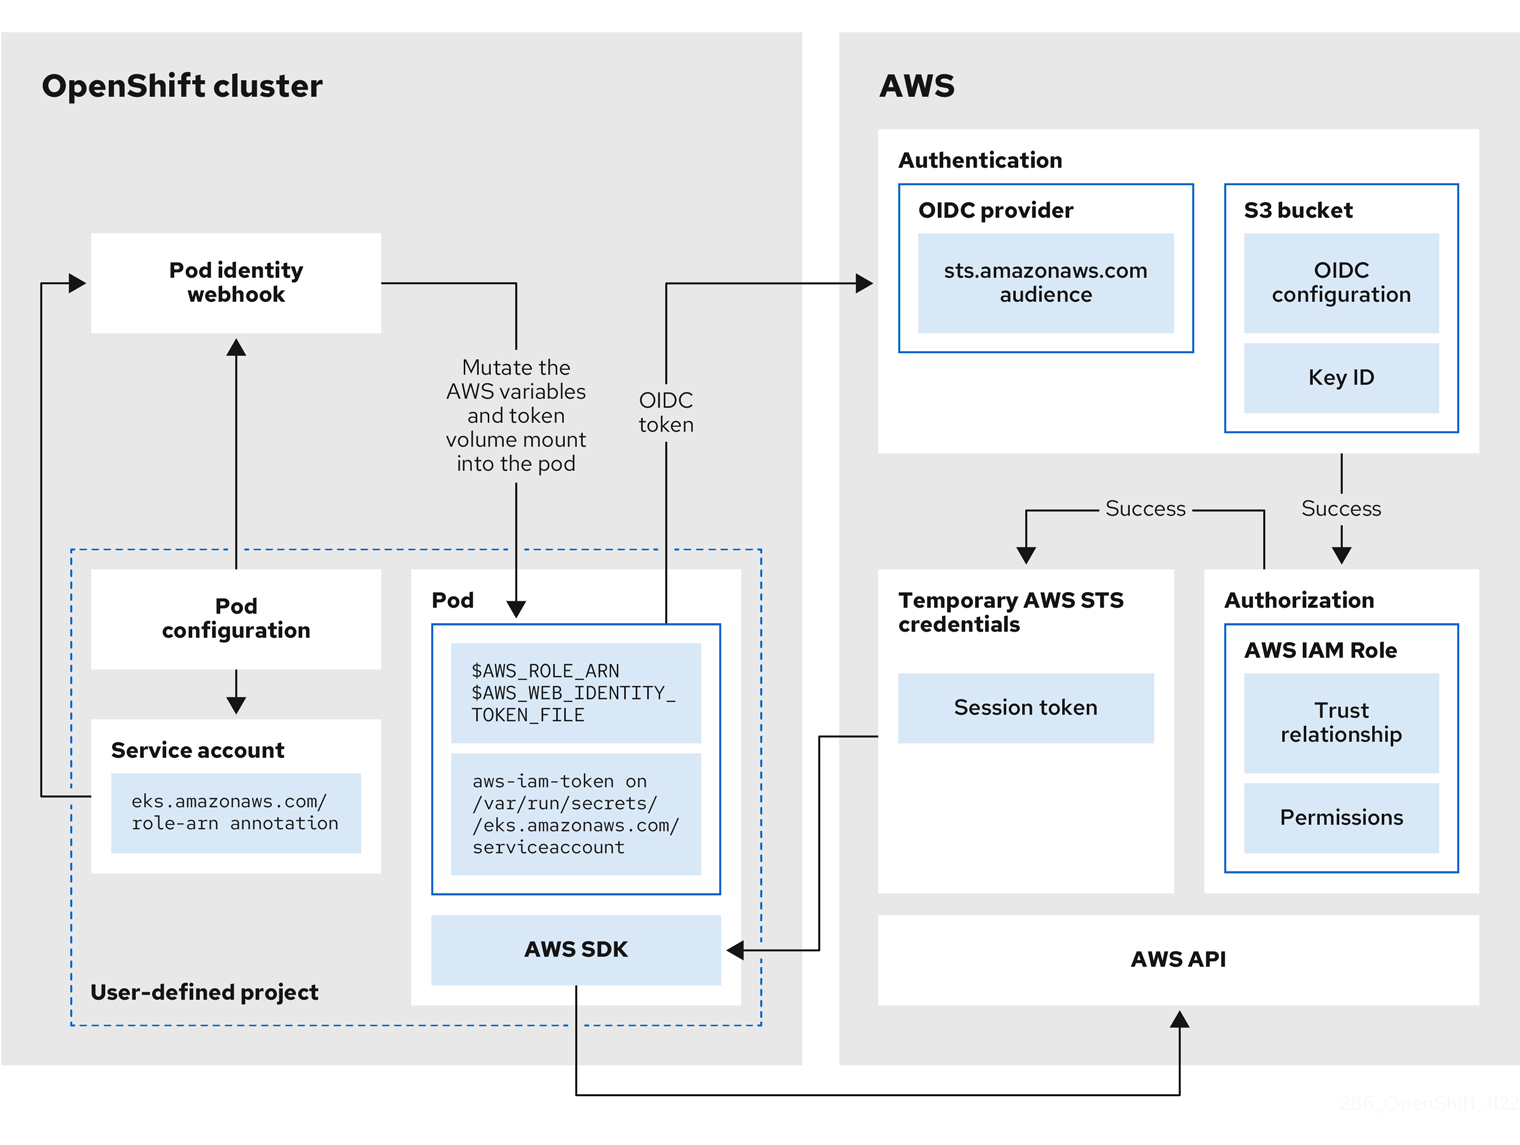 OpenShift cluster
Pod identity
webhook
Mutate the
AWS variables
and token
volume mount
into the pod
OIDC
token
Pod
configuration
Service account
eks.amazonaws.com/
role-arn annotation
User-defined project
Pod
$AWS_ROLE_ARN
$AWS_WEB_IDENTITY_
TOKEN_FILE
aws-iam-token on
/var/run/secrets/
/eks.amazonaws.com/
serviceaccount
AWS SDK
AWS
Authentication
OIDC provider
sts.amazonaws.com
audience
S3 bucket
OIDC
configuration
Key ID
Success
Success
Temporary AWS STS
credentials
Session token
Authorization
AWS IAM Role
Trust
relationship
Permissions
AWS API
286_OpenShift_1122